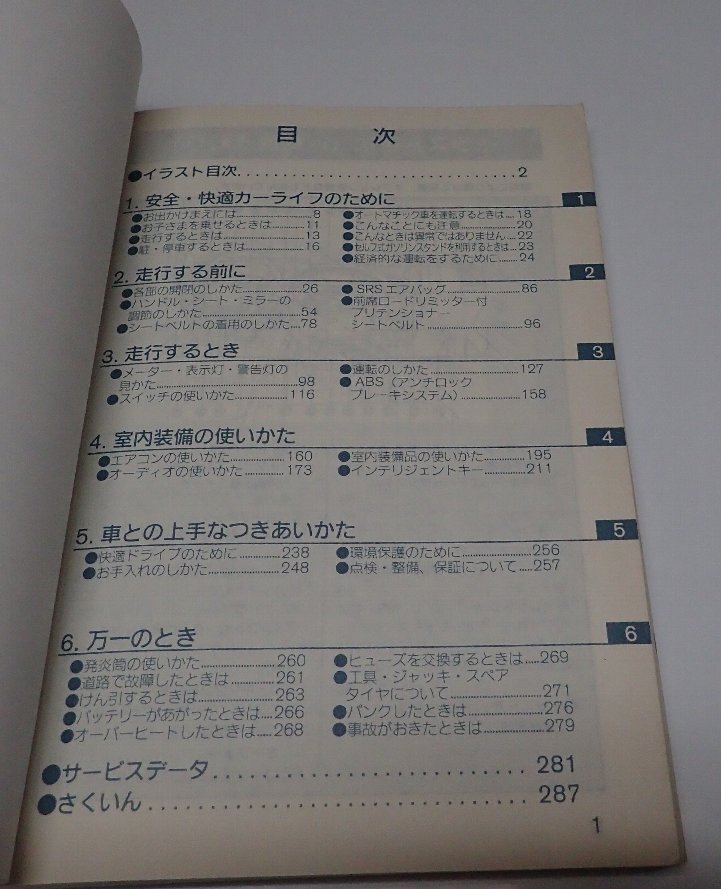 目 次
●イラスト目次..............................2
1. 安全・快適カーライフのために 1
●お出かけまえには............8
●お子さまを乗せるときは............11
●走行するときは............13
●駐・停車するときは............16
●オートマチック車を運転するときは....18
●こんなことにも注意............20
●こんなときは異常ではありません....22
●セルフ式ガソリンスタンドを利用するときは....23
●経済的な運転をするために....24
2. 走行する前に 2
●各部の開閉のしかた............26
●ハンドル・シート・ミラーの
調節のしかた............54
●シートベルトの着用のしかた....78
●SRSエアバッグ............86
●前席ロードリミッター付
プリテンショナー
シートベルト............96
3. 走行するとき 3
●メーター・表示灯・警告灯の
見かた............98
●スイッチの使いかた............116
●運転のしかた............127
●ABS（アンチロック
ブレーキシステム）............158
4. 室内装備の使いかた 4
●エアコンの使いかた............160
●オーディオの使いかた............173
●室内装備品の使いかた............195
●インテリジェントキー............211
5. 車との上手なつきあいかた 5
●快適ドライブのために............238
●お手入れのしかた............248
●環境保護のために............256
●点検・整備、保証について....257
6. 万一のとき 6
●発炎筒の使いかた............260
●道路で故障したときは............261
●けん引するときは............263
●バッテリーがあがったときは....266
●オーバーヒートしたときは....268
●ヒューズを交換するときは....269
●工具・ジャッキ・スペア
タイヤについて............271
●パンクしたときは............276
●事故がおきたときは............279
●サービスデータ............................281
●さくいん..................................287
1